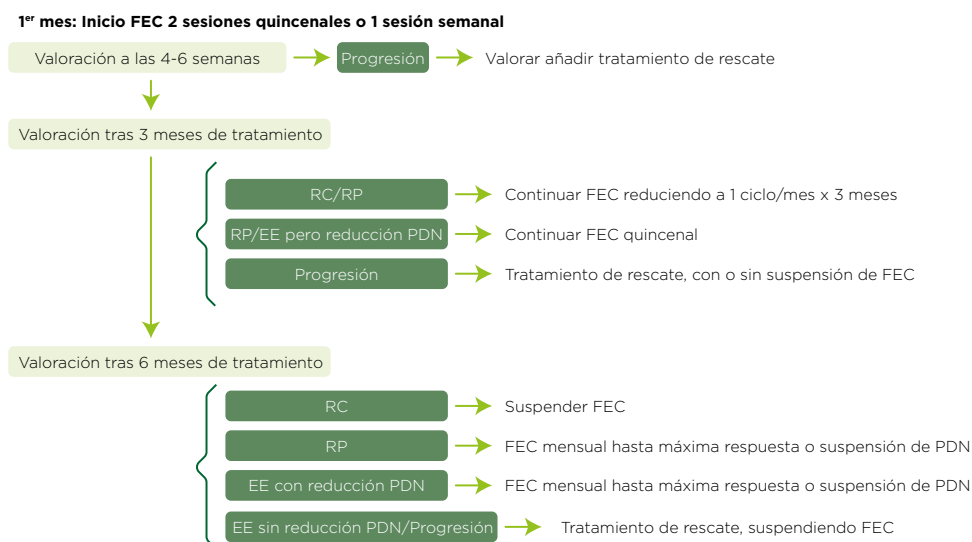 1er mes: Inicio FEC 2 sesiones quincenales o 1 sesión semanal
Valoración a las 4-6 semanas
Progresión
Valorar añadir tratamiento de rescate
Valoración tras 3 meses de tratamiento
RC/RP
Continuar FEC reduciendo a 1 ciclo/mes x 3 meses
RP/EE pero reducción PDN
Continuar FEC quincenal
Progresión
Tratamiento de rescate, con o sin suspensión de FEC
Valoración tras 6 meses de tratamiento
RC
Suspender FEC
RP
FEC mensual hasta máxima respuesta o suspensión de PDN
EE con reducción PDN
FEC mensual hasta máxima respuesta o suspensión de PDN
EE sin reducción PDN/Progresión
Tratamiento de rescate, suspendiendo FEC